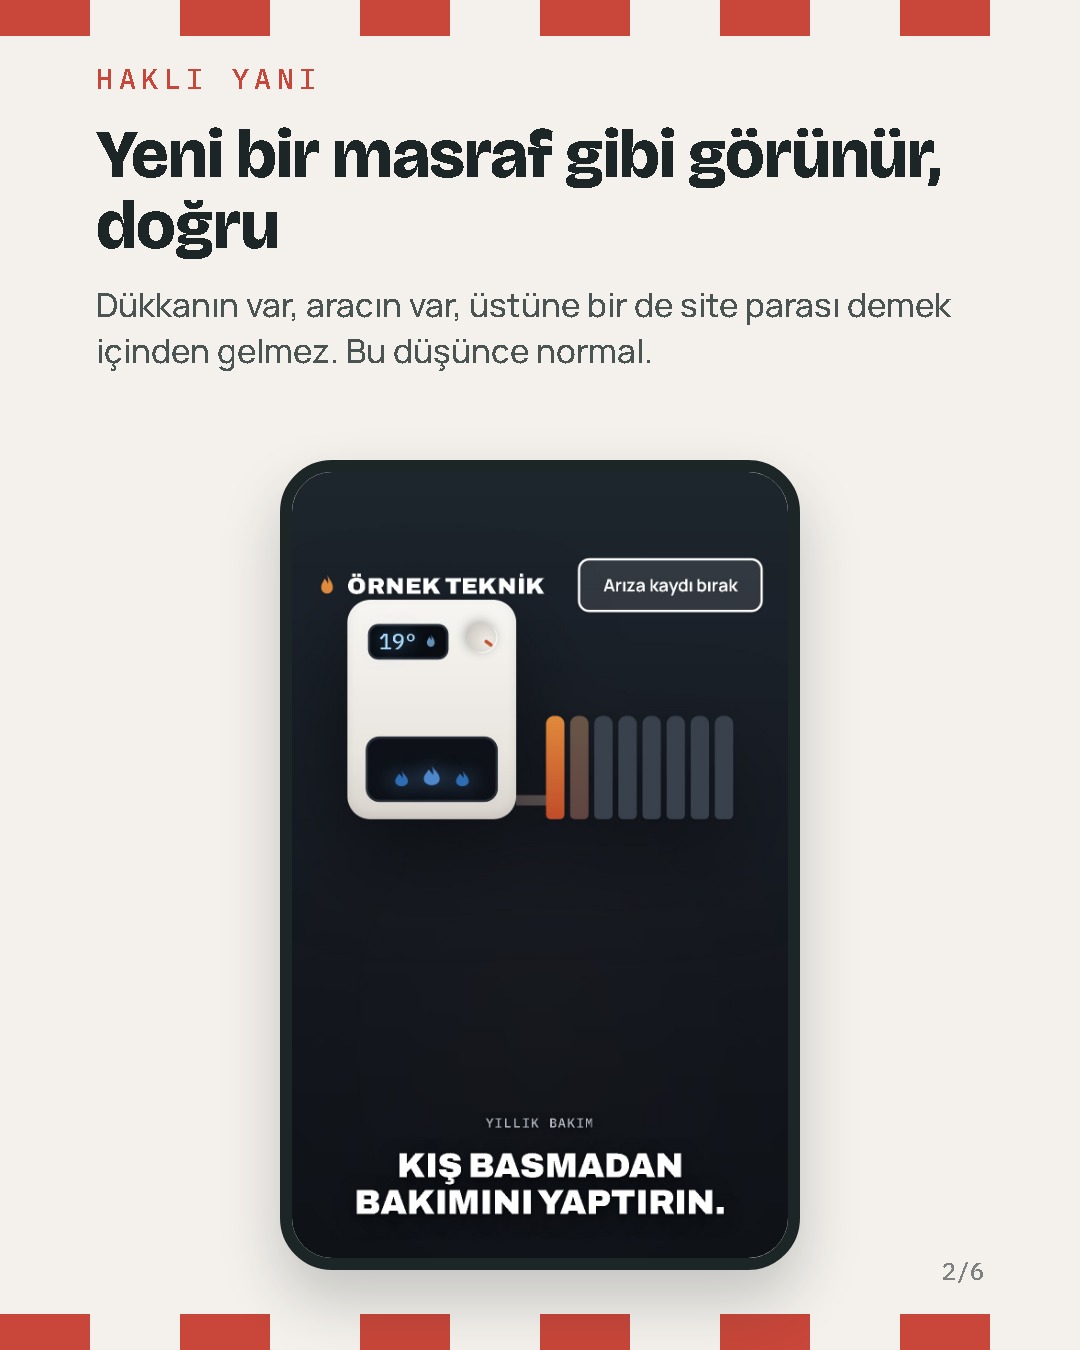 HAKLI YANI
Yeni bir masraf gibi görünür,
doğru
Dükkanın var, aracın var, üstüne bir de site parası demek
içinden gelmez. Bu düşünce normal.
ÖRNEK TEKNİK
Arıza kaydı bırak
19°
YILLIK BAKIM
KIŞ BASMADAN
BAKIMINI YAPTIRIN.
2/6